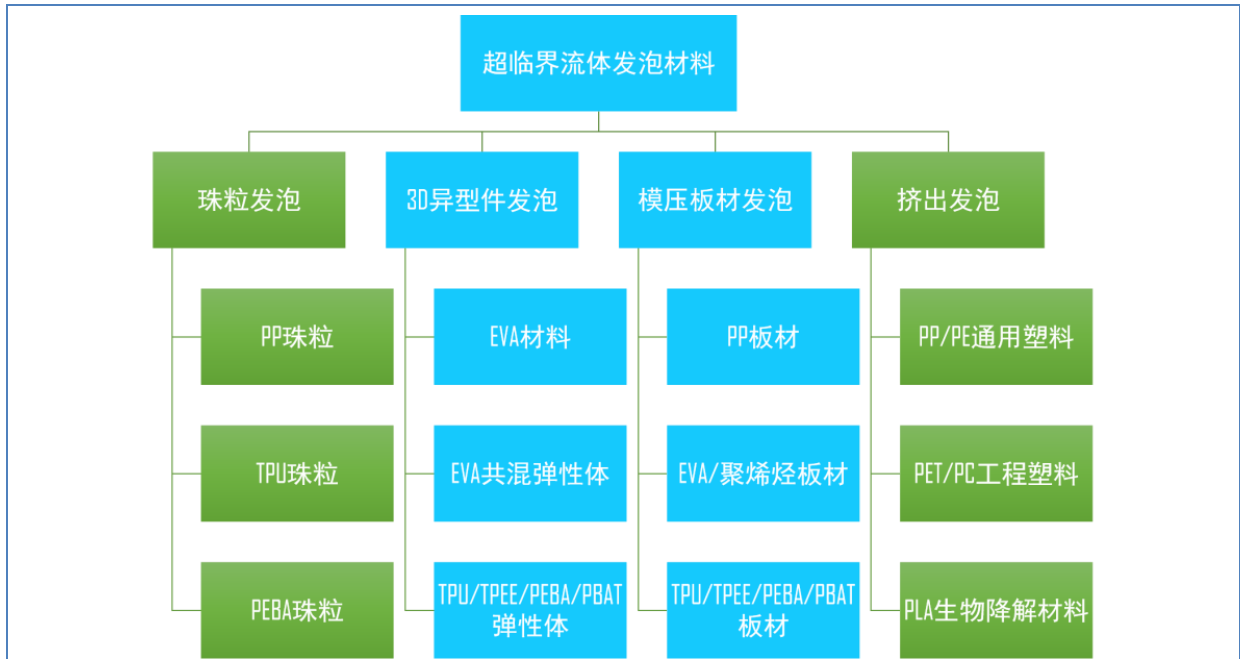 超临界流体发泡材料
珠粒发泡
3D异型件发泡
模压板材发泡
挤出发泡
PP珠粒
EVA材料
PP板材
PP/PE通用塑料
TPU珠粒
EVA共混弹性体
EVA/聚烯烃板材
PET/PC工程塑料
PEBA珠粒
TPU/TPEE/PEBA/PBAT
弹性体
TPU/TPEE/PEBA/PBAT
板材
PLA生物降解材料